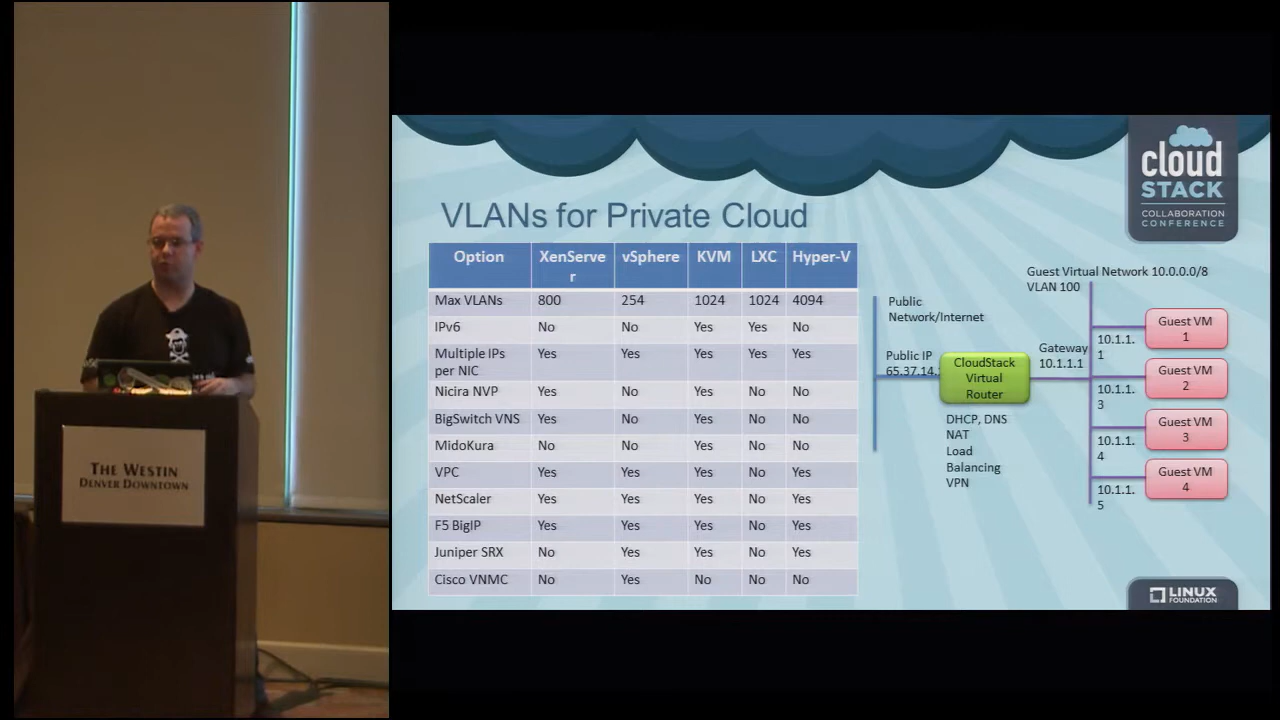 THE WESTIN
DENVER DOWNTOWN
cloud
STACK
COLLABORATION
CONFERENCE
VLANs for Private Cloud
Option XenServe vSphere KVM LXC Hyper-V
r
Max VLANs 800 254 1024 1024 4094
IPv6 No No Yes Yes No
Multiple IPs Yes Yes Yes Yes Yes
per NIC
Nicira NVP Yes No Yes No No
BigSwitch VNS Yes No Yes No No
MidoKura No No Yes No No
VPC Yes Yes Yes No Yes
NetScaler Yes Yes Yes No Yes
F5 BigIP Yes Yes Yes No Yes
Juniper SRX No Yes Yes No Yes
Cisco VNMC No Yes No No No
Guest Virtual Network 10.0.0.0/8
VLAN 100
Public
Network/Internet
Public IP
65.37.14.
CloudStack
Virtual
Router
Gateway
10.1.1.1
DHCP, DNS
NAT
Load
Balancing
VPN
10.1.1.
1
Guest VM
1
10.1.1.
3
Guest VM
2
10.1.1.
4
Guest VM
3
10.1.1.
5
Guest VM
4
LINUX
FOUNDATION